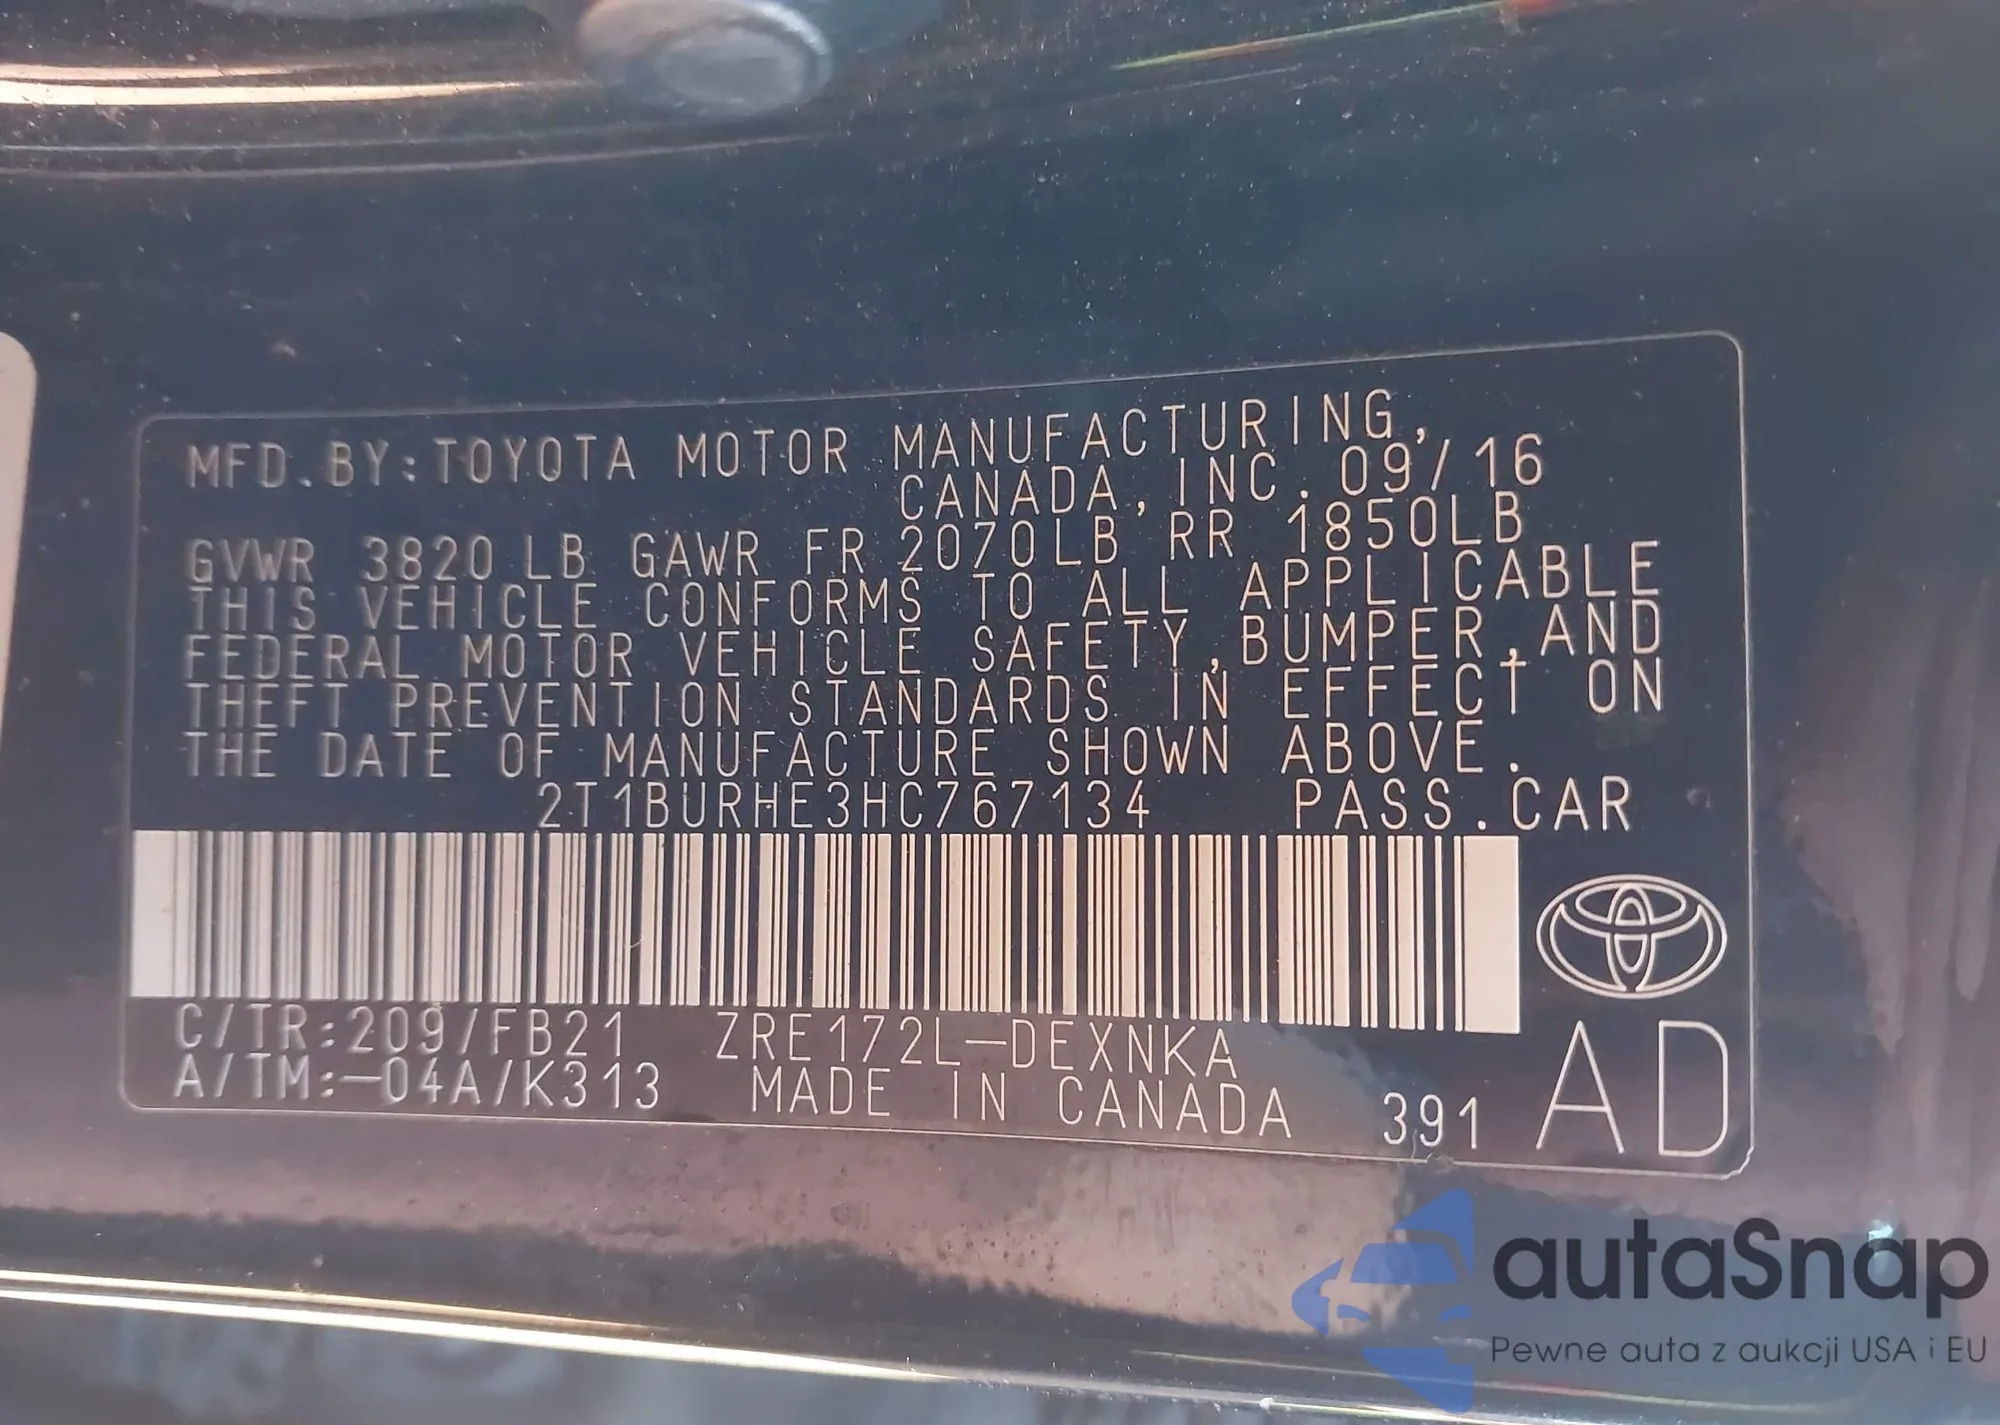 MFD.BY:TOYOTA MOTOR MANUFACTURING,
CANADA, INC. 09/16
GVWR 3820 LB GAWR FR 2070LB RR 1850LB
THIS VEHICLE CONFORMS TO ALL APPLICABLE
FEDERAL MOTOR VEHICLE SAFETY, BUMPER, AND
THEFT PREVENTION STANDARDS IN EFFECT ON
THE DATE OF MANUFACTURE SHOWN ABOVE.
2T1BURHE3HC767134 PASS.CAR
C/TR:209/FB21 ZRE172L-DEXNKA
A/TM:-04A/K313 MADE IN CANADA 391 AD
autaSnap
Pewne auta z aukcji USA i EU